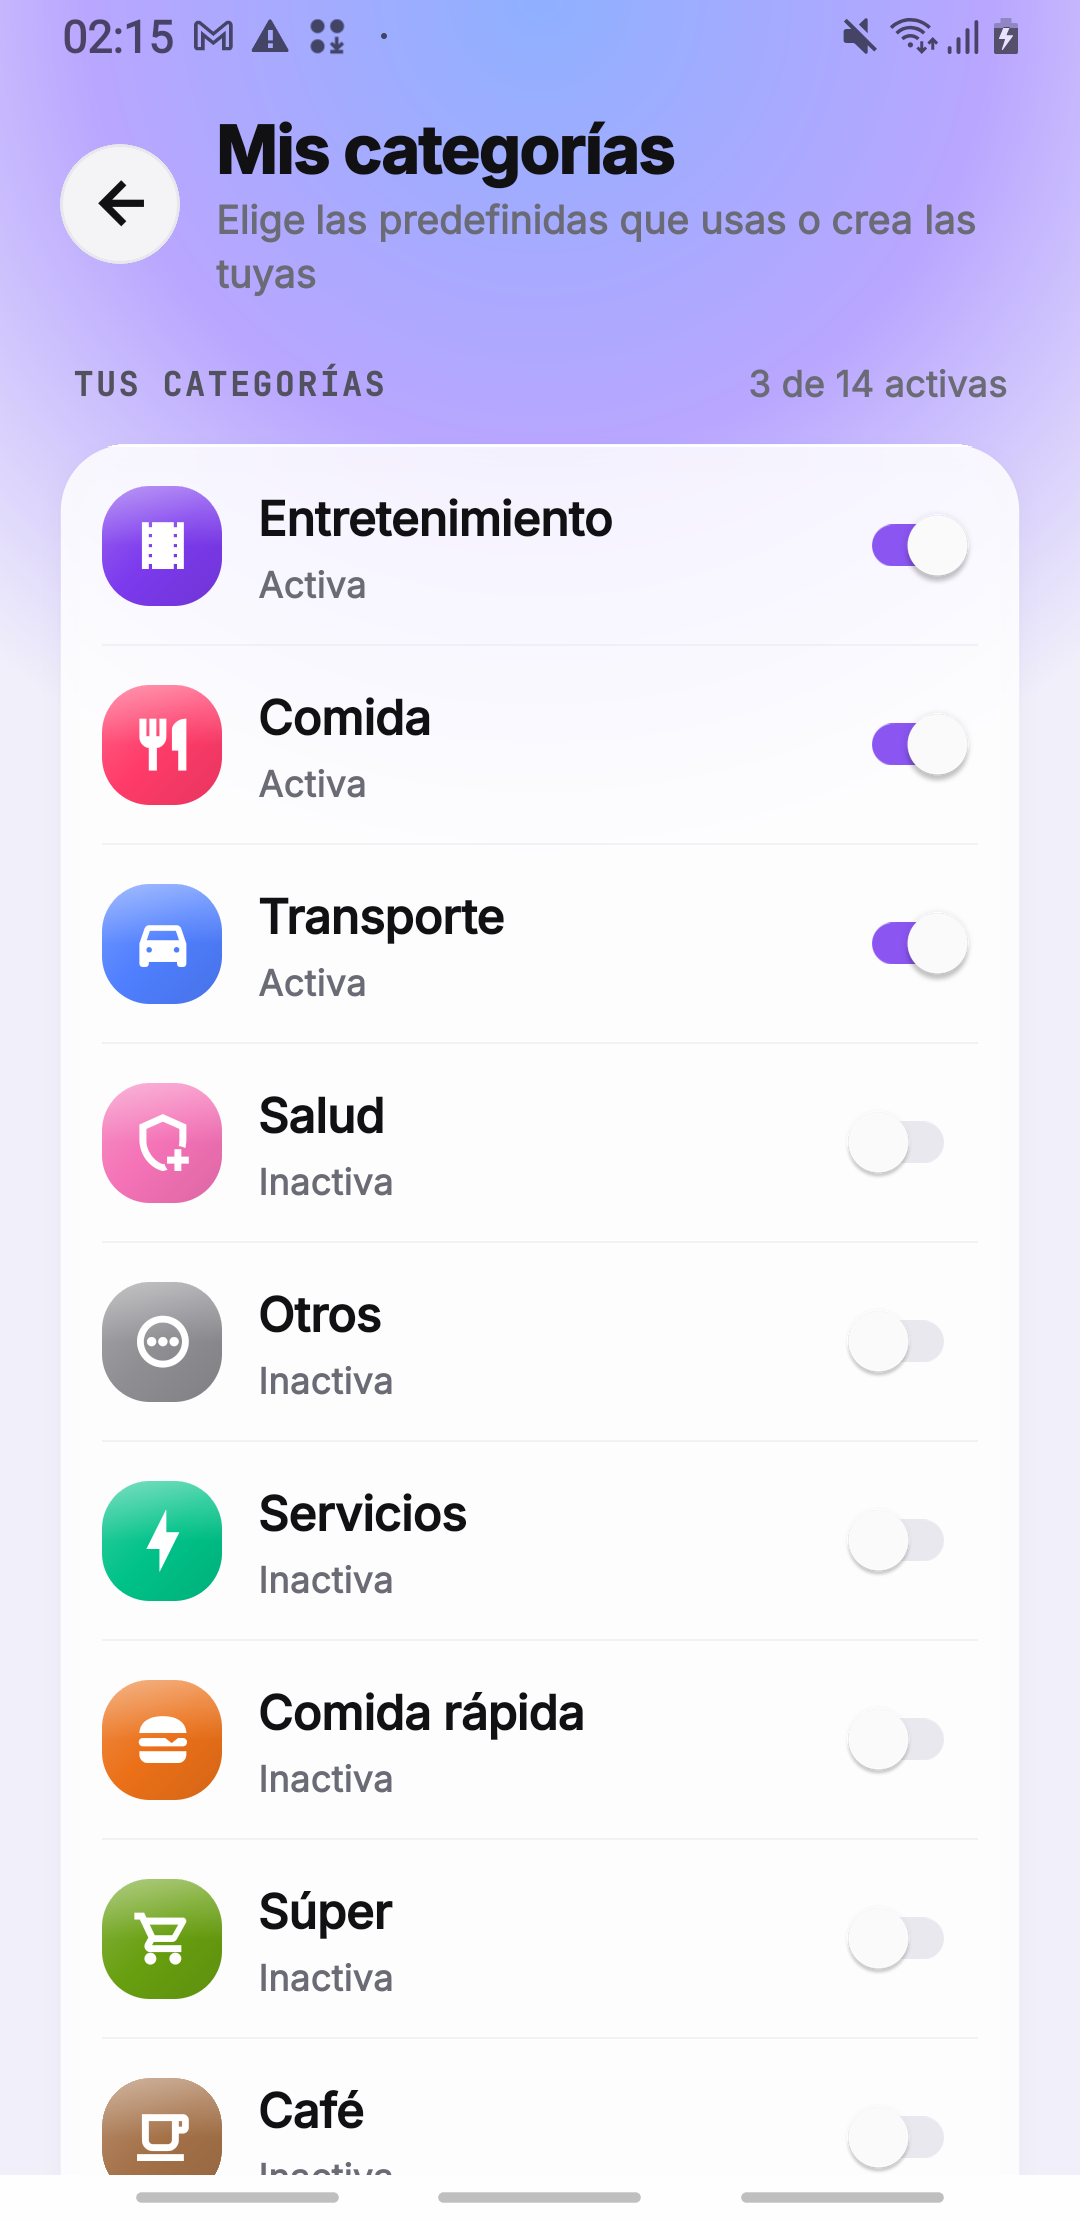 02:15
Mis categorías
Elige las predefinidas que usas o crea las
tuyas
TUS CATEGORÍAS
3 de 14 activas
Entretenimiento
Activa
Comida
Activa
Transporte
Activa
Salud
Inactiva
Otros
Inactiva
Servicios
Inactiva
Comida rápida
Inactiva
Súper
Inactiva
Café
Inactiva